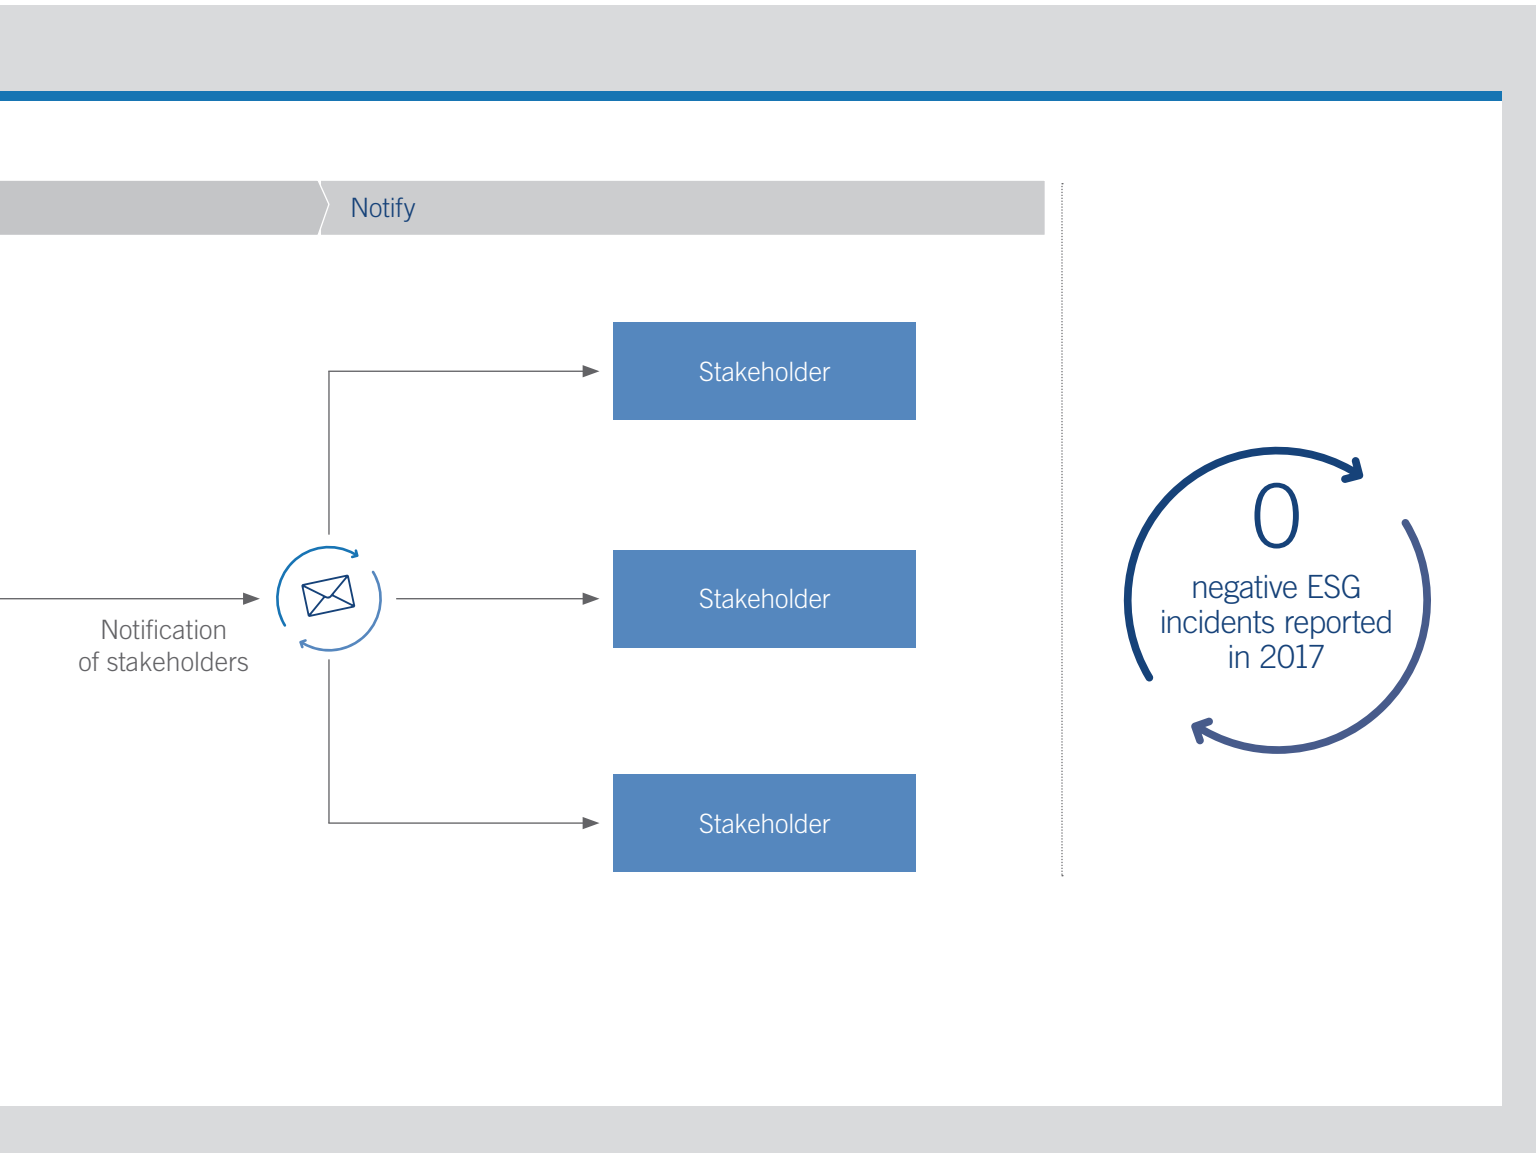 Notify
Stakeholder
Notification
of stakeholders
Stakeholder
Stakeholder
0
negative ESG
incidents reported
in 2017